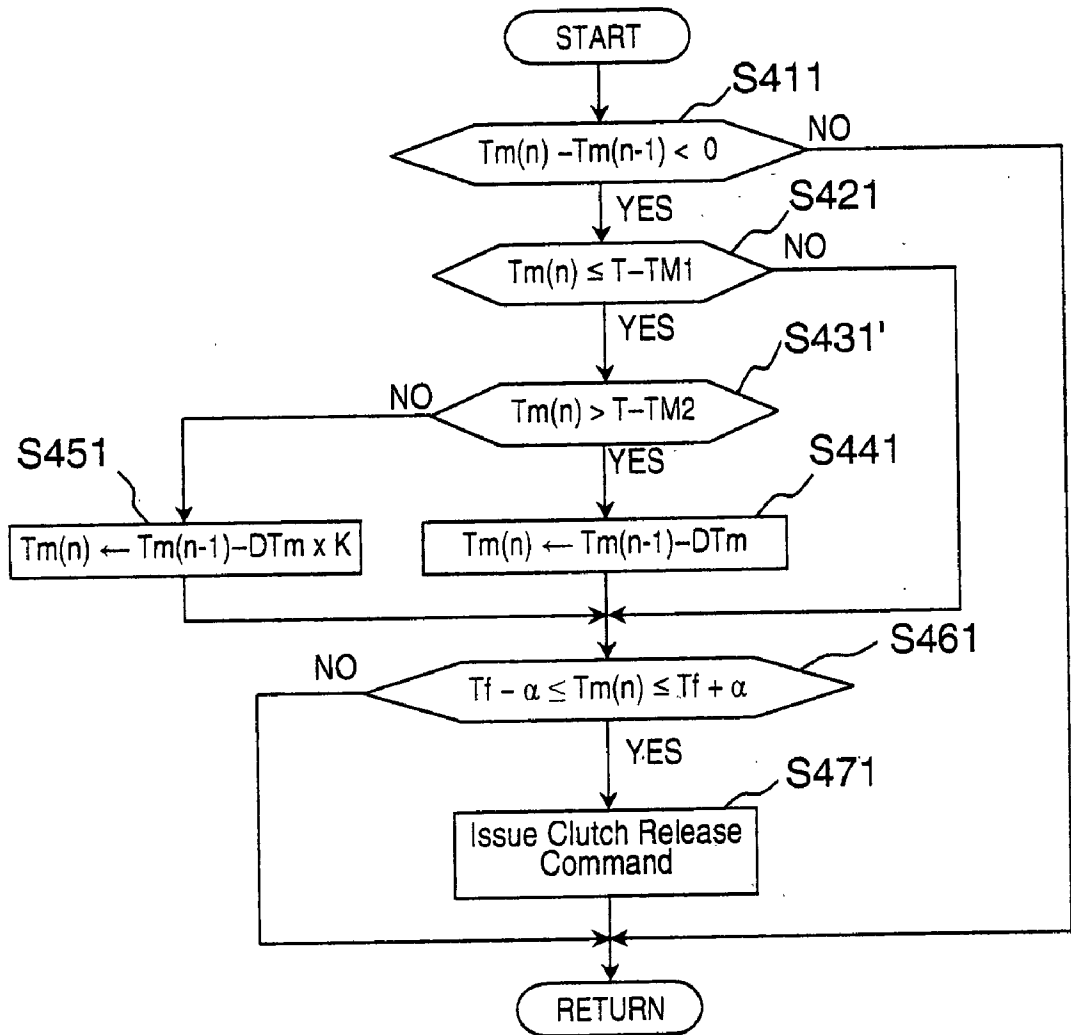 START
S411
Tm(n) –Tm(n-1) < 0
NO
YES
S421
Tm(n) ≤ T–TM1
NO
YES
S431'
NO
Tm(n) > T–TM2
YES
S451
S441
Tm(n) ← Tm(n-1)–DTm x K
Tm(n) ← Tm(n-1)–DTm
S461
NO
Tf – α ≤ Tm(n) ≤ Tf + α
YES
S471
Issue Clutch Release
Command
RETURN